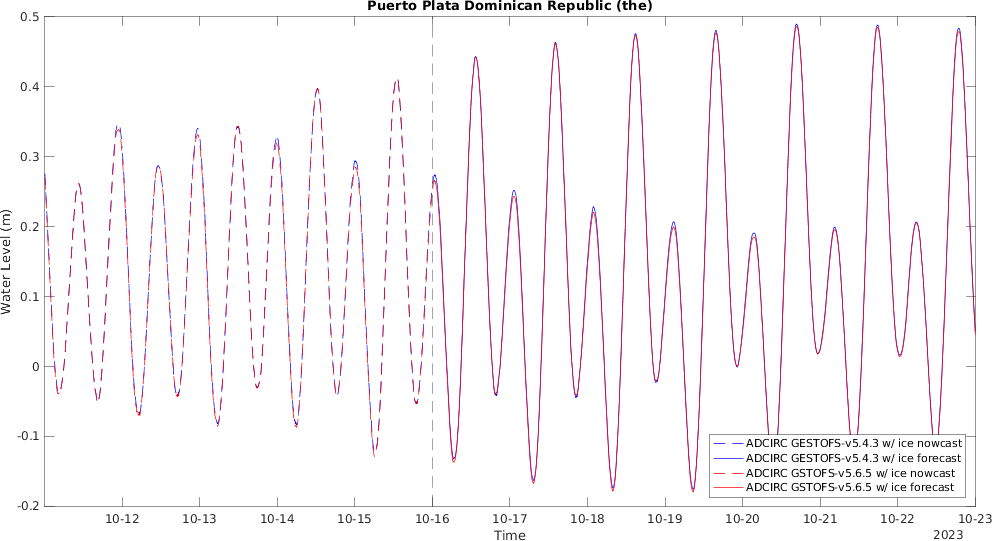 Puerto Plata Dominican Republic (the)
0.5
0.4
0.3
0.2
0.1
0
-0.1
-0.2
Water Level (m)
ADCIRC GESTOFS-v5.4.3 w/ ice nowcast
ADCIRC GESTOFS-v5.4.3 w/ ice forecast
ADCIRC GSTOFS-v5.6.5 w/ ice nowcast
ADCIRC GSTOFS-v5.6.5 w/ ice forecast
10-12 10-13 10-14 10-15 10-16 10-17 10-18 10-19 10-20 10-21 10-22 10-23
Time
2023